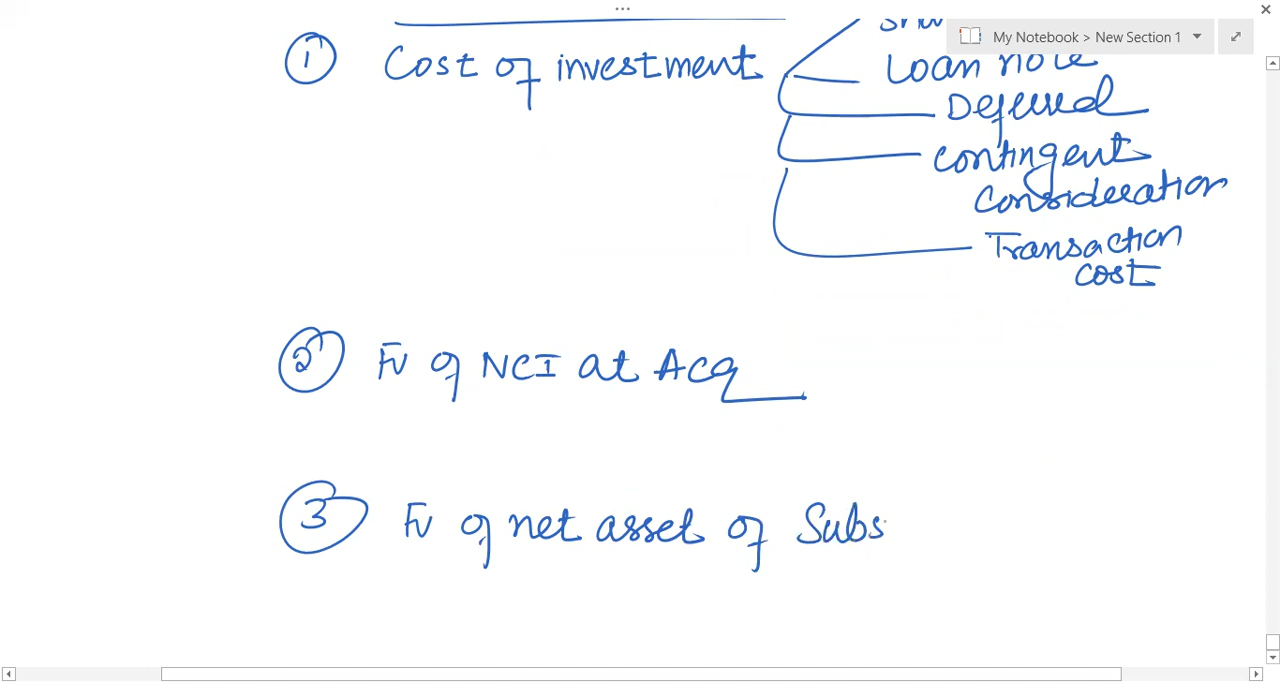 ...
My Notebook > New Section 1
① Cost of investment
Loan note
Deferred
Contingent
Consideration
Transaction
cost
② Fv of NCI at Acq
③ Fv of net asset of Subs